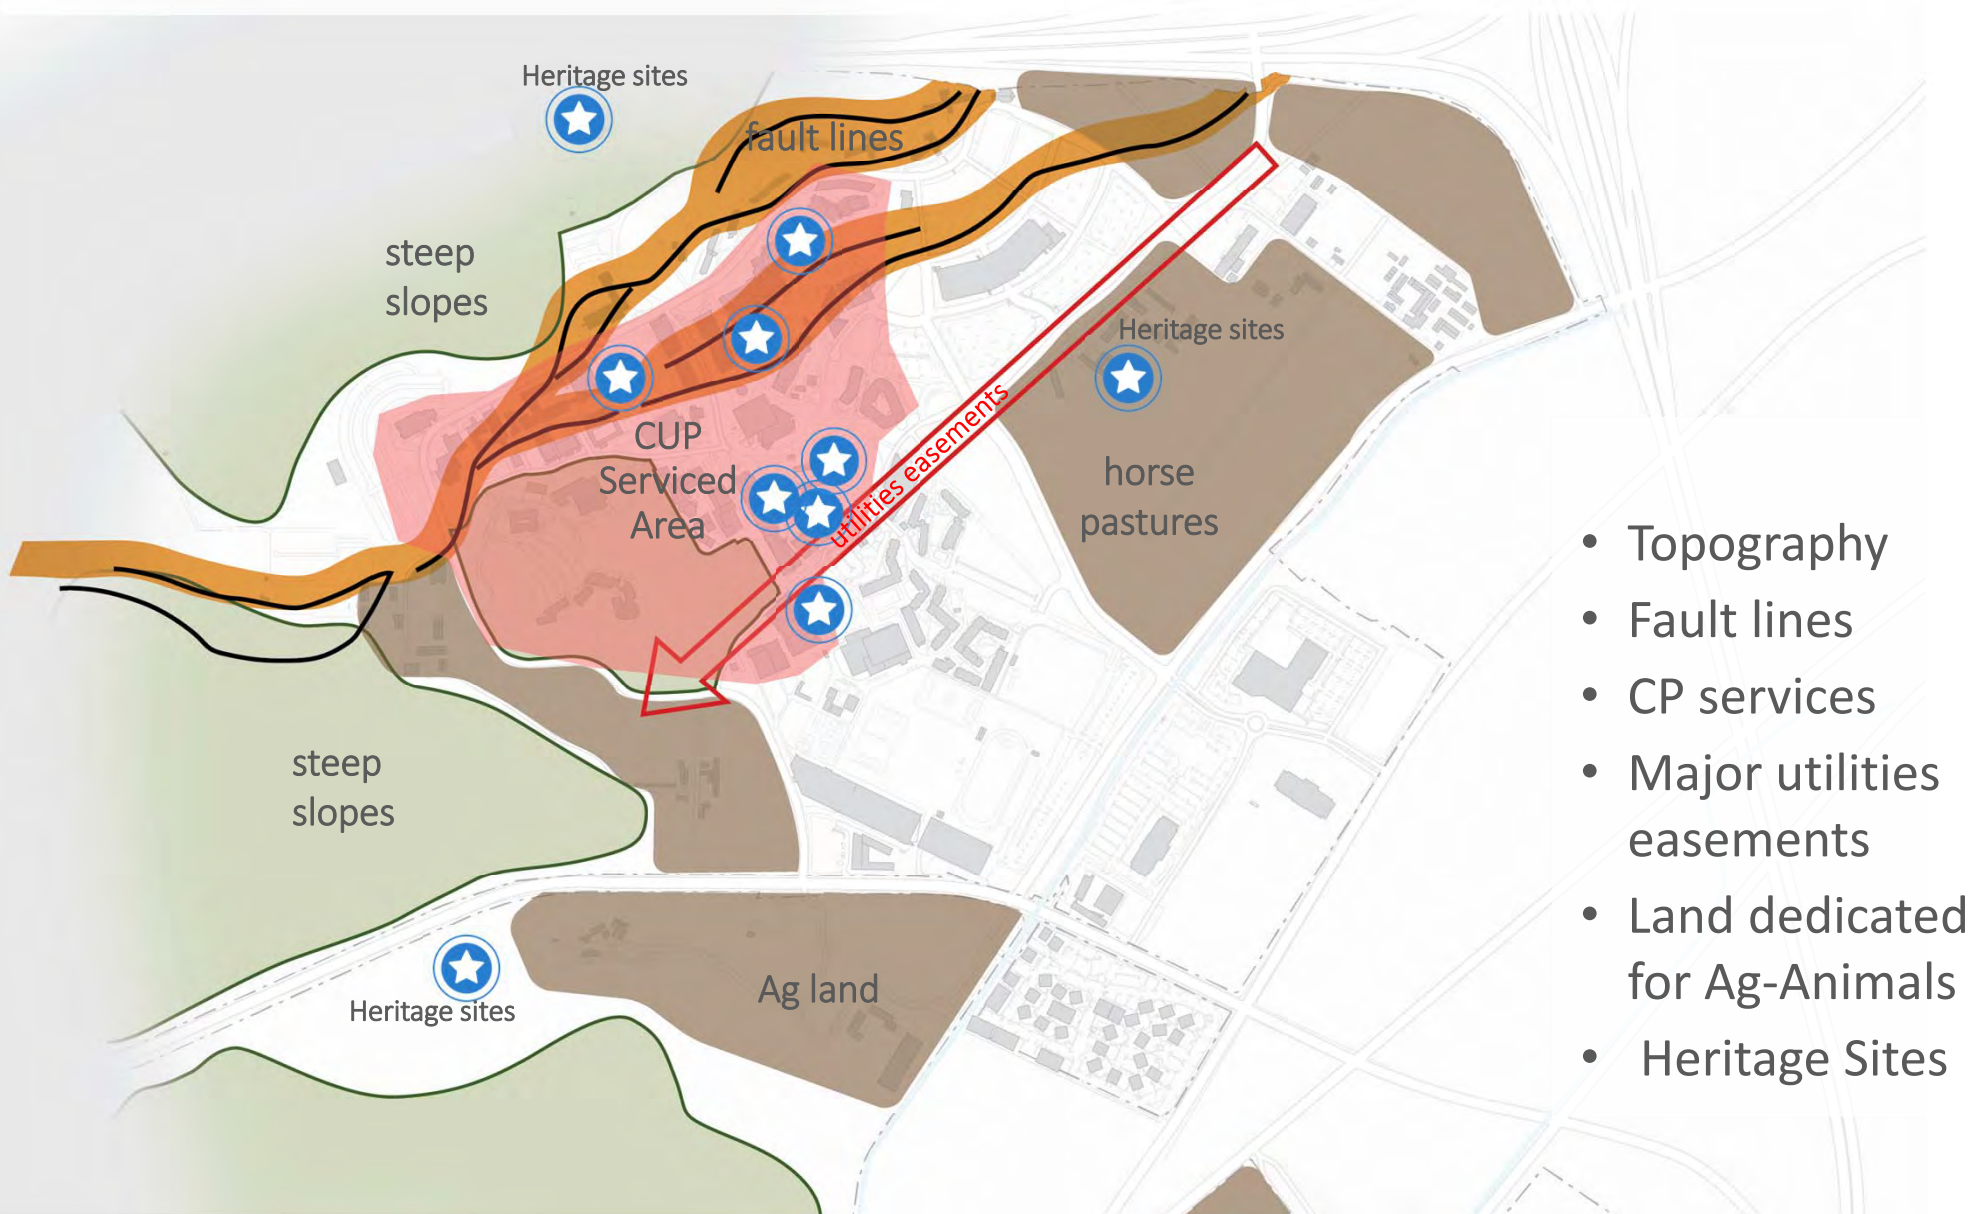 Heritage sites
fault lines
steep
slopes
Heritage sites
CUP
Serviced
Area
utilities easements
horse
pastures
steep
slopes
Ag land
Heritage sites
• Topography
• Fault lines
• CP services
• Major utilities
easements
• Land dedicated
for Ag-Animals
• Heritage Sites